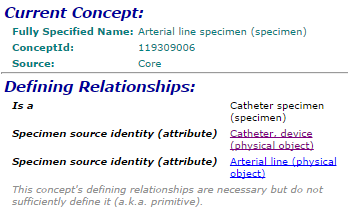 Current Concept:
Fully Specified Name: Arterial line specimen (specimen)
ConceptId: 119309006
Source: Core
Defining Relationships:
Is a Catheter specimen
(specimen)
Specimen source identity (attribute) Catheter, device
(physical object)
Specimen source identity (attribute) Arterial line (physical
object)
This concept's defining relationships are necessary but do not
sufficiently define it (a.k.a. primitive).